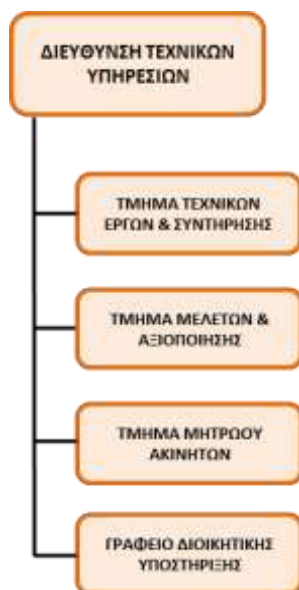 ΔΙΕΥΘΥΝΣΗ ΤΕΧΝΙΚΩΝ
ΥΠΗΡΕΣΙΩΝ
ΤΜΗΜΑ ΤΕΧΝΙΚΩΝ
ΕΡΓΩΝ & ΣΥΝΤΗΡΗΣΗΣ
ΤΜΗΜΑ ΜΕΛΕΤΩΝ &
ΑΞΙΟΠΟΙΗΣΗΣ
ΤΜΗΜΑ ΜΗΤΡΩΟΥ
ΑΚΙΝΗΤΩΝ
ΓΡΑΦΕΙΟ ΔΙΟΙΚΗΤΙΚΗΣ
ΥΠΟΣΤΗΡΙΞΗΣ